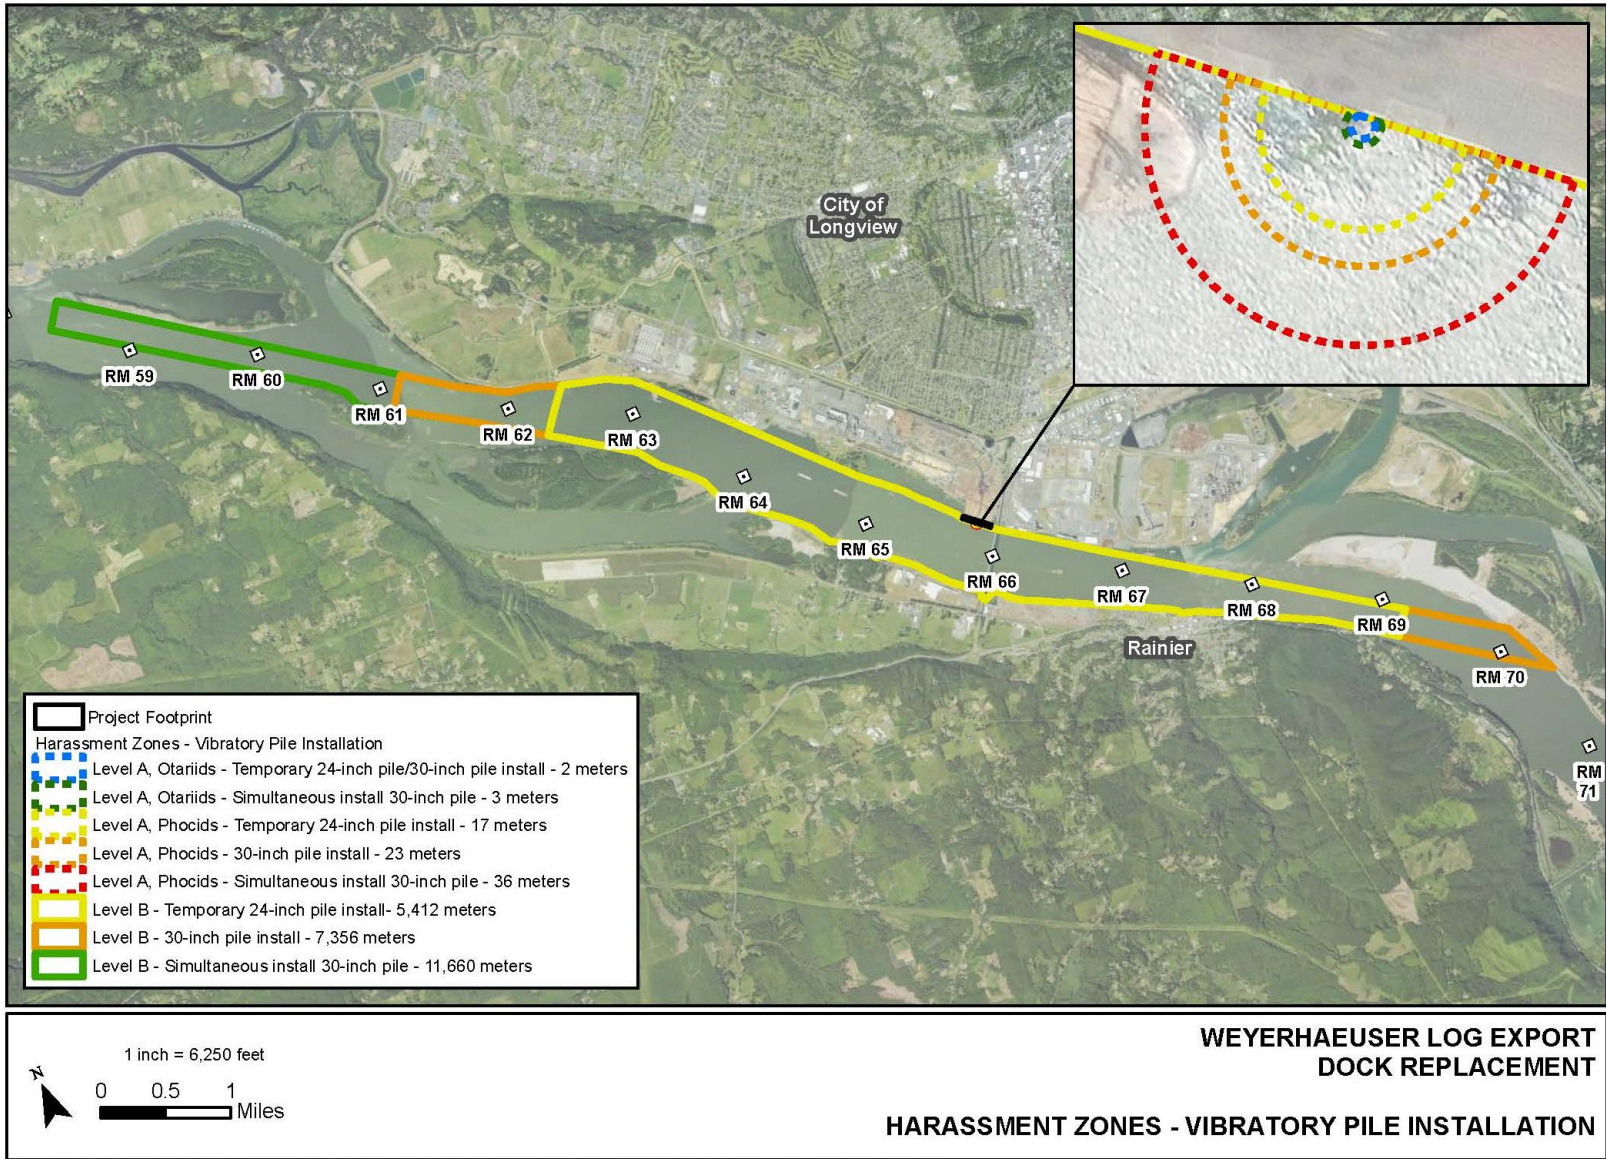 City of
Longview
RM 59
RM 60
RM 61
RM 62
RM 63
RM 64
RM 65
RM 66
RM 67
RM 68
RM 69
RM 70
RM
71
Rainier
Project Footprint
Harassment Zones - Vibratory Pile Installation
Level A, Otariids - Temporary 24-inch pile/30-inch pile install - 2 meters
Level A, Otariids - Simultaneous install 30-inch pile - 3 meters
Level A, Phocids - Temporary 24-inch pile install - 17 meters
Level A, Phocids - 30-inch pile install - 23 meters
Level A, Phocids - Simultaneous install 30-inch pile - 36 meters
Level B - Temporary 24-inch pile install- 5,412 meters
Level B - 30-inch pile install - 7,356 meters
Level B - Simultaneous install 30-inch pile - 11,660 meters
1 inch = 6,250 feet
N
0 0.5 1
Miles
WEYERHAEUSER LOG EXPORT
DOCK REPLACEMENT
HARASSMENT ZONES - VIBRATORY PILE INSTALLATION